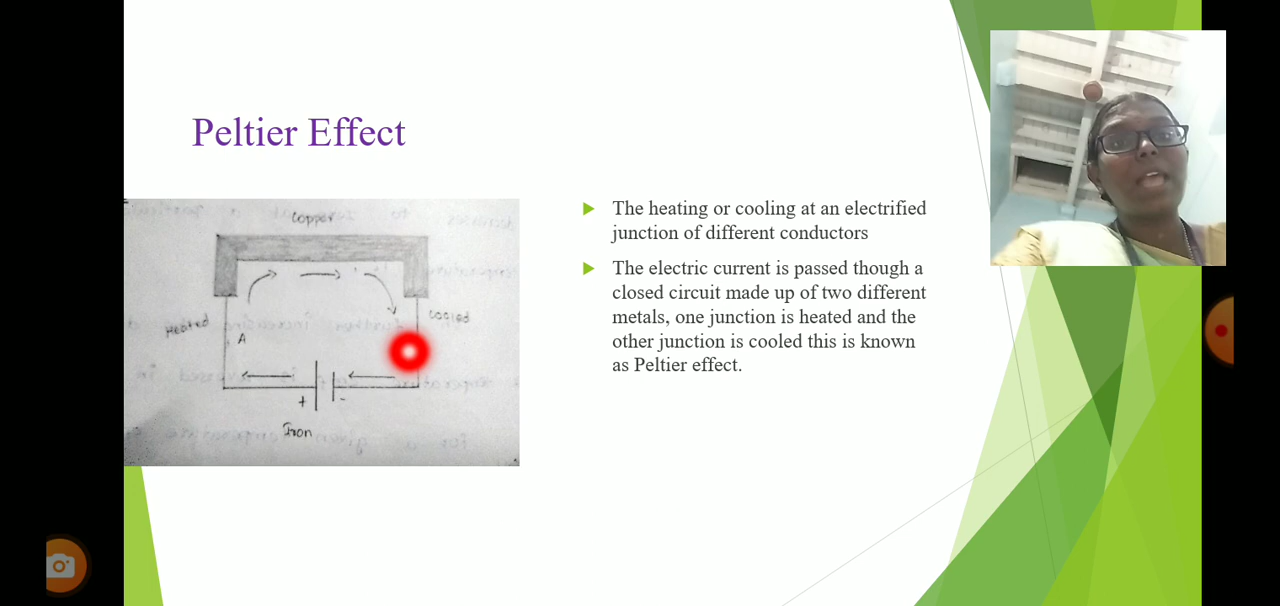 Peltier Effect
Copper
Heated
A
Cooled
+
-
Iron
The heating or cooling at an electrified
junction of different conductors
The electric current is passed though a
closed circuit made up of two different
metals, one junction is heated and the
other junction is cooled this is known
as Peltier effect.